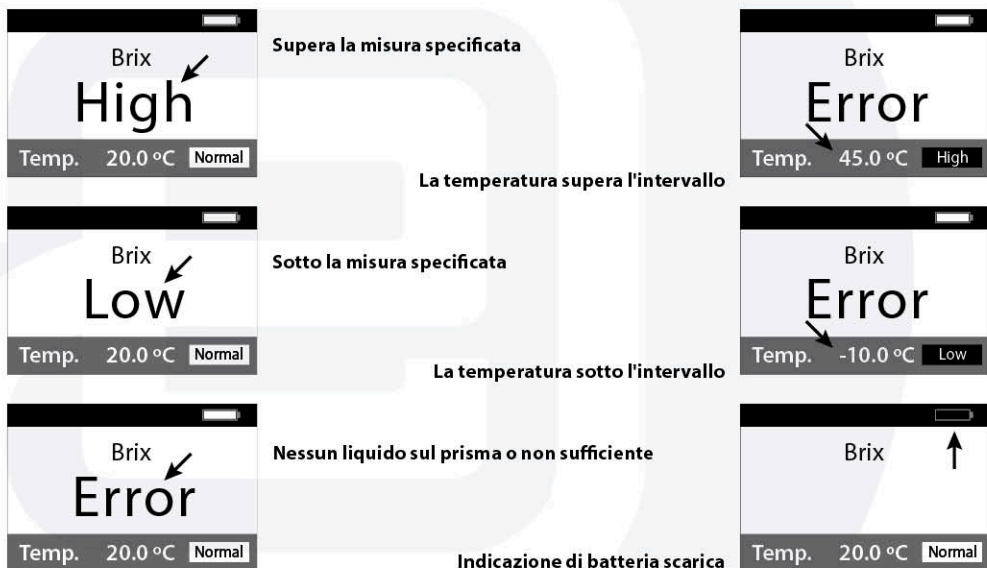 Brix
High
Temp. 20.0 ºC Normal
Supera la misura specificata
Brix
Error
Temp. 45.0 ºC High
La temperatura supera l'intervallo
Brix
Low
Temp. 20.0 ºC Normal
Sotto la misura specificata
Brix
Error
Temp. -10.0 ºC Low
La temperatura sotto l'intervallo
Brix
Error
Temp. 20.0 ºC Normal
Nessun liquido sul prisma o non sufficiente
Brix
Temp. 20.0 ºC Normal
Indicazione di batteria scarica